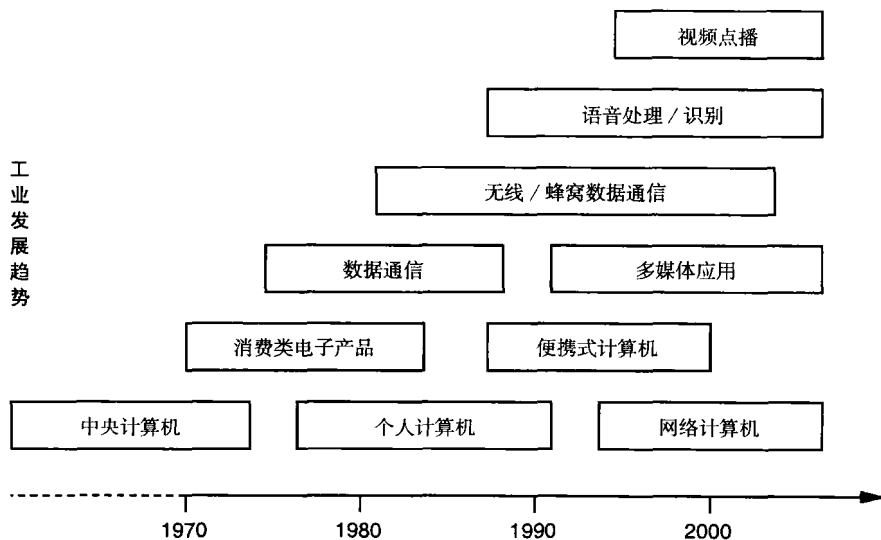 视频点播
语音处理 / 识别
无线 / 蜂窝数据通信
数据通信
多媒体应用
消费类电子产品
便携式计算机
中央计算机
个人计算机
网络计算机
工业发展趋势
1970
1980
1990
2000